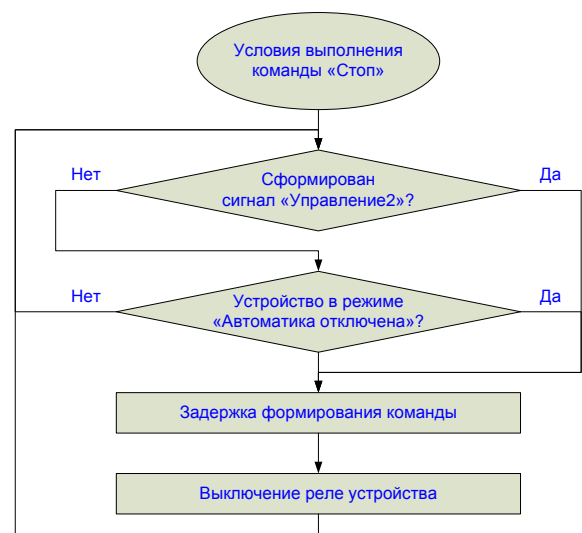 Условия выполнения
команды «Стоп»
Нет
Да
Сформирован
сигнал «Управление2»?
Нет
Да
Устройство в режиме
«Автоматика отключена»?
Задержка формирования команды
Выключение реле устройства